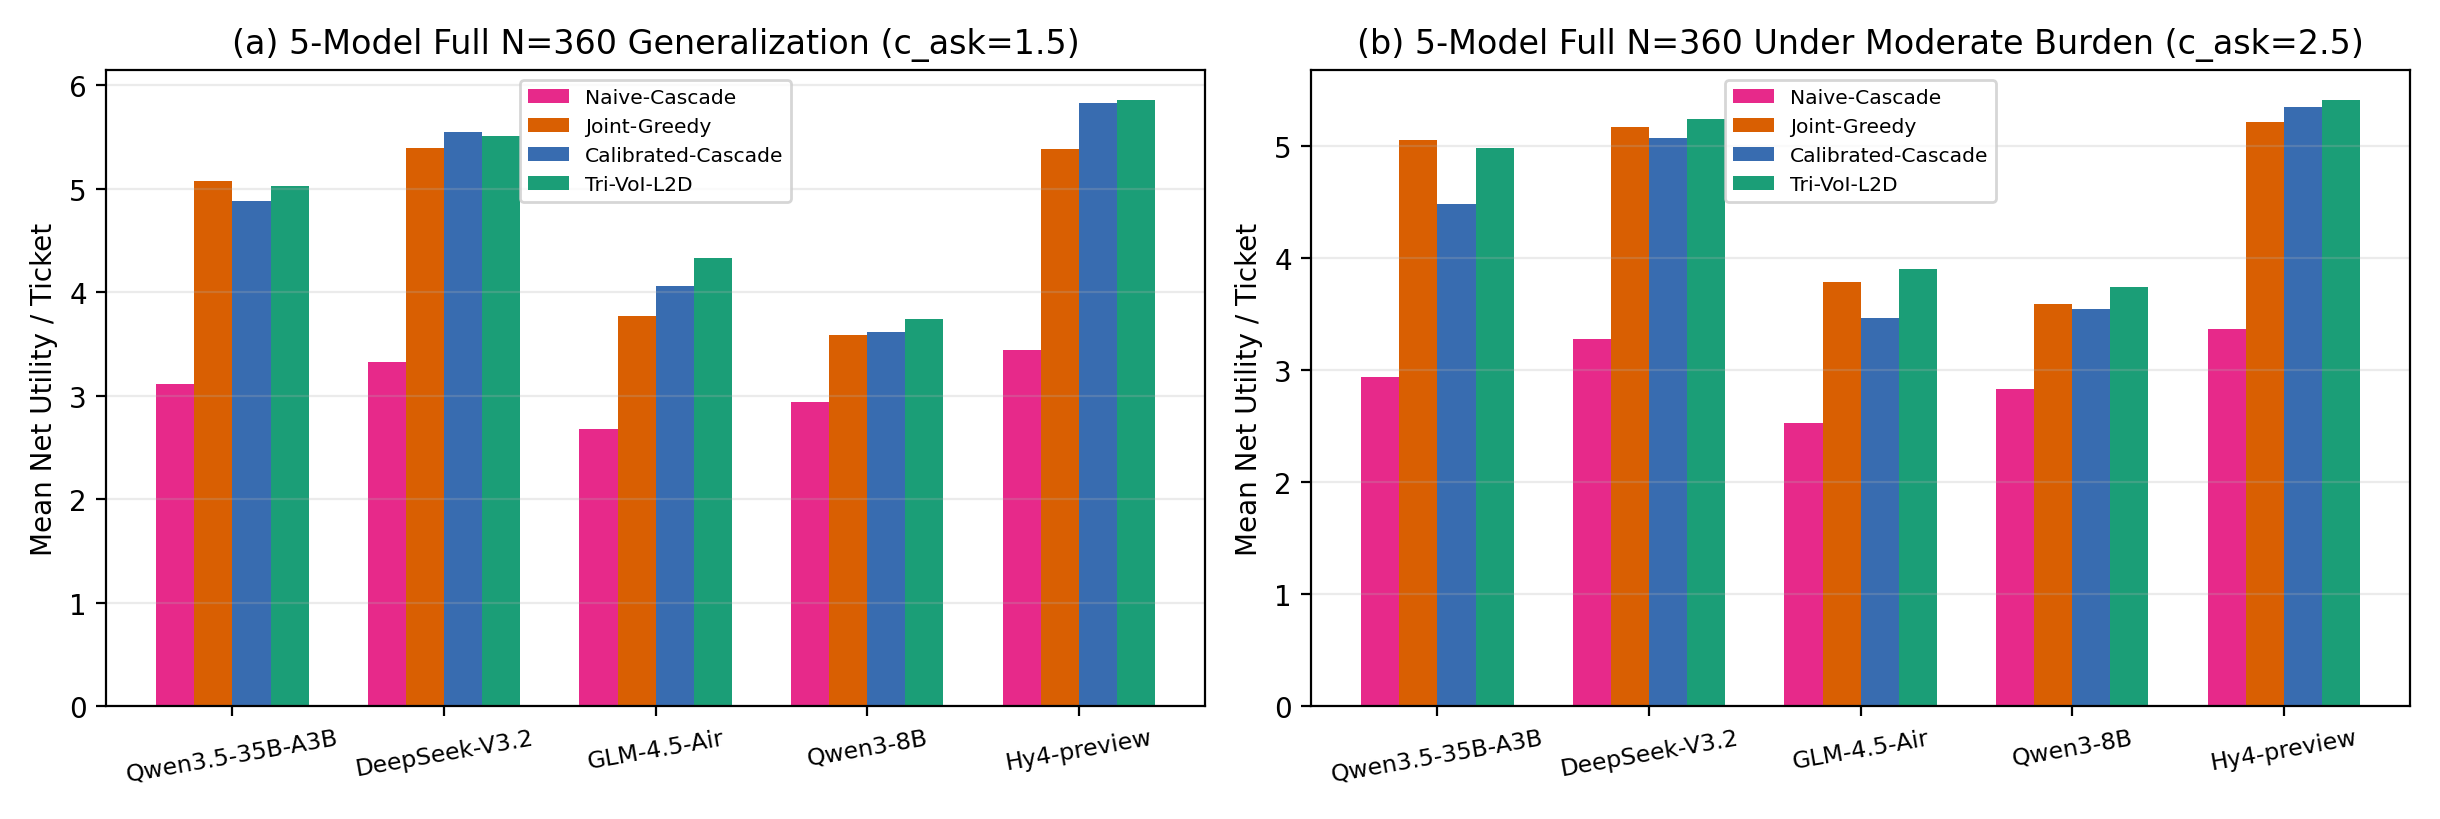 (a) 5-Model Full N=360 Generalization (c_ask=1.5)
Mean Net Utility / Ticket
6
5
4
3
2
1
0
Naive-Cascade
Joint-Greedy
Calibrated-Cascade
Tri-VoI-L2D
Qwen3.5-35B-A3B
DeepSeek-V3.2
GLM-4.5-Air
Qwen3-8B
Hy4-preview
(b) 5-Model Full N=360 Under Moderate Burden (c_ask=2.5)
Mean Net Utility / Ticket
5
4
3
2
1
0
Naive-Cascade
Joint-Greedy
Calibrated-Cascade
Tri-VoI-L2D
Qwen3.5-35B-A3B
DeepSeek-V3.2
GLM-4.5-Air
Qwen3-8B
Hy4-preview